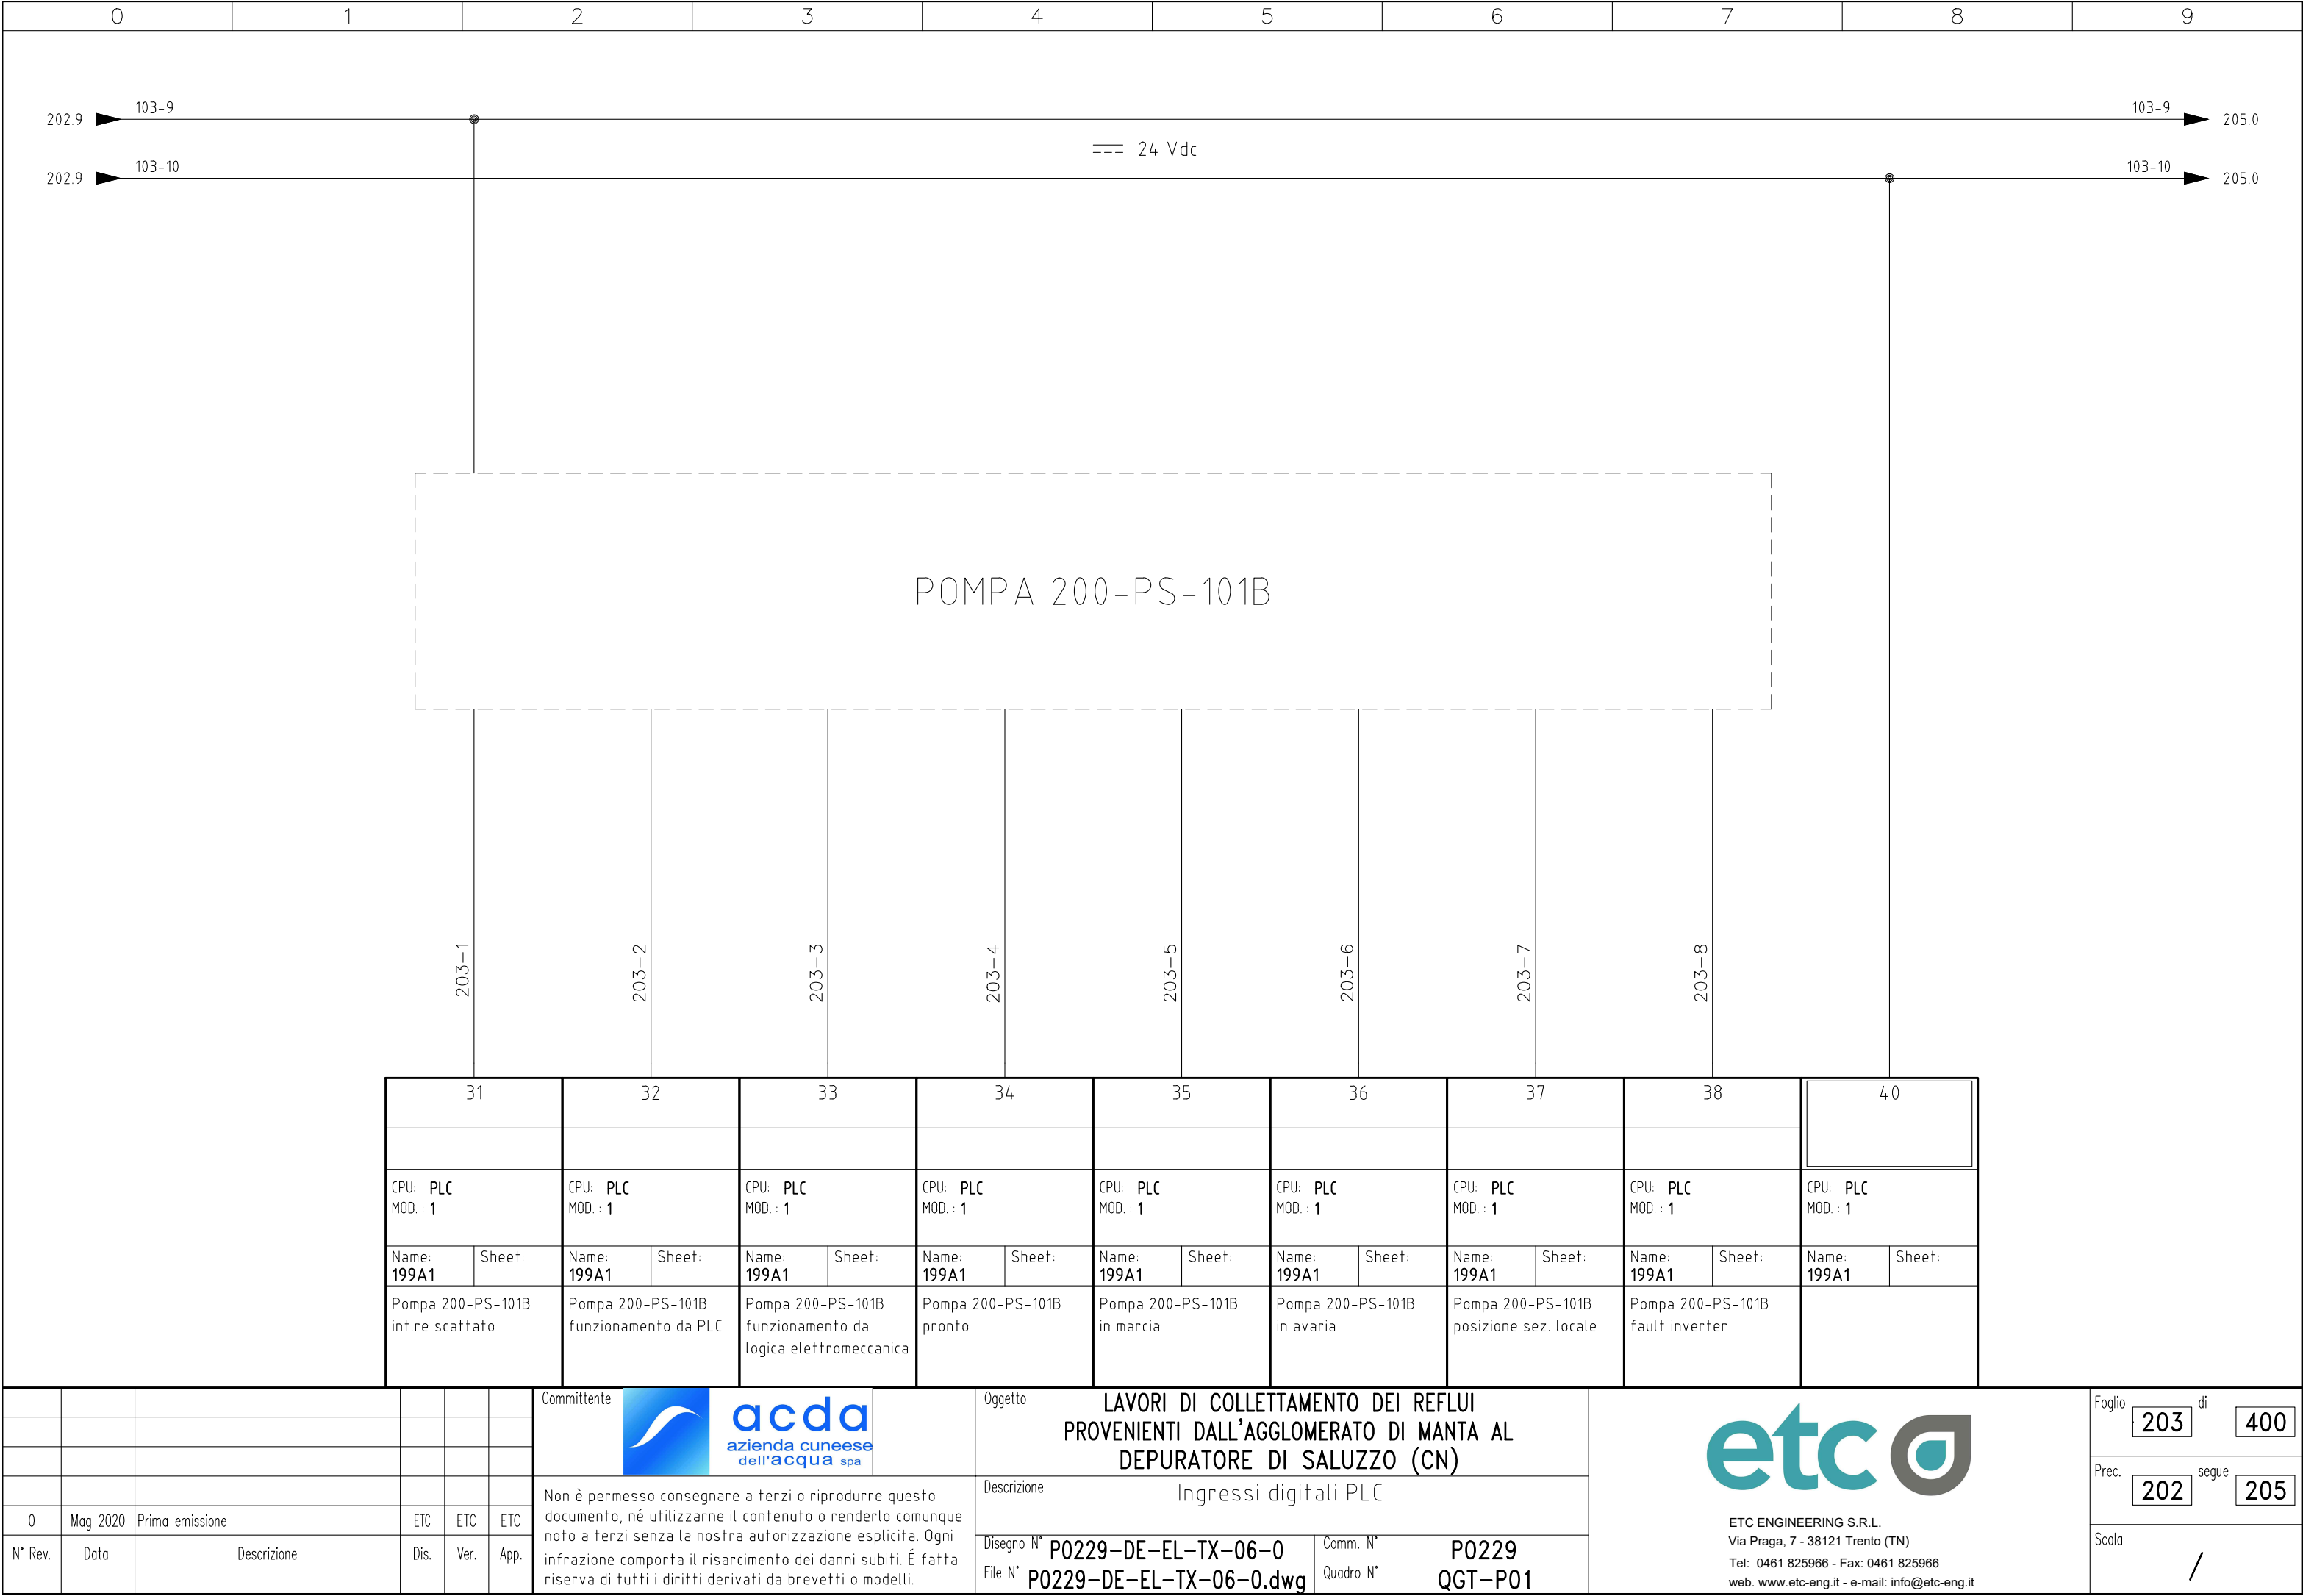 0 1 2 3 4 5 6 7 8 9
202.9 103-9 103-9 205.0
24 Vdc
202.9 103-10 103-10 205.0
POMPA 200-PS-101B
203-1 203-2 203-3 203-4 203-5 203-6 203-7 203-8
31 32 33 34 35 36 37 38 40
CPU: PLC CPU: PLC CPU: PLC CPU: PLC CPU: PLC CPU: PLC CPU: PLC CPU: PLC CPU: PLC
MOD. : 1 MOD. : 1 MOD. : 1 MOD. : 1 MOD. : 1 MOD. : 1 MOD. : 1 MOD. : 1 MOD. : 1
Name: Sheet: Name: Sheet: Name: Sheet: Name: Sheet: Name: Sheet: Name: Sheet: Name: Sheet: Name: Sheet: Name: Sheet:
199A1 199A1 199A1 199A1 199A1 199A1 199A1 199A1 199A1
Pompa 200-PS-101B
int.re scattato
Pompa 200-PS-101B
funzionamento da PLC
Pompa 200-PS-101B
funzionamento da
logica elettromeccanica
Pompa 200-PS-101B
pronto
Pompa 200-PS-101B
in marcia
Pompa 200-PS-101B
in avaria
Pompa 200-PS-101B
posizione sez. locale
Pompa 200-PS-101B
fault inverter
0 Mag 2020 Prima emissione ETC ETC ETC
N° Rev. Data Descrizione Dis. Ver. App.
Committente
acda
azienda cuneese
dell'acqua spa
Non è permesso consegnare a terzi o riprodurre questo
documento, né utilizzarne il contenuto o renderlo comunque
noto a terzi senza la nostra autorizzazione esplicita. Ogni
infrazione comporta il risarcimento dei danni subiti. É fatta
riserva di tutti i diritti derivati da brevetti o modelli.
Oggetto
LAVORI DI COLLETTAMENTO DEI REFLUI
PROVENIENTI DALL'AGGLOMERATO DI MANTA AL
DEPURATORE DI SALUZZO (CN)
Descrizione
Ingressi digitali PLC
Disegno N° P0229-DE-EL-TX-06-0
File N° P0229-DE-EL-TX-06-0.dwg
Comm. N° P0229
Quadro N° QGT-P01
etc
ETC ENGINEERING S.R.L.
Via Praga, 7 - 38121 Trento (TN)
Tel: 0461 825966 - Fax: 0461 825966
web. www.etc-eng.it - e-mail: info@etc-eng.it
Foglio 203 di 400
Prec. 202 segue 205
Scala /